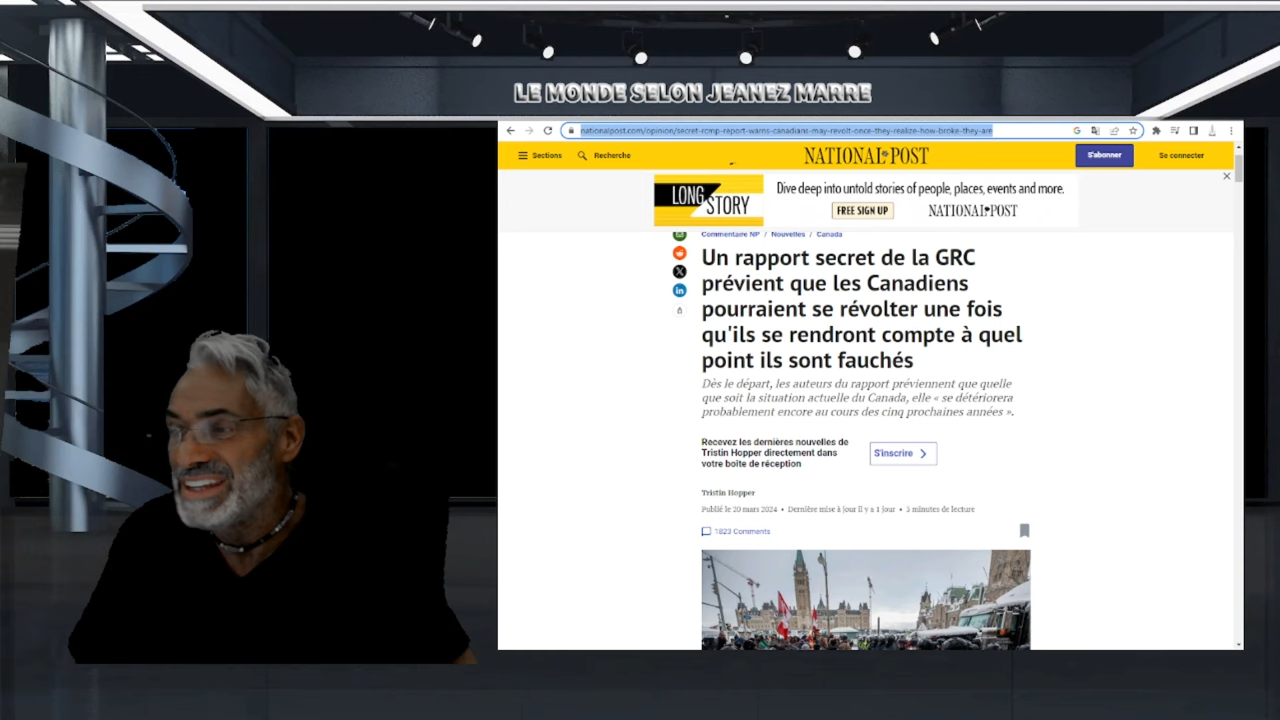 LE MONDE SELON JEANEZ MARRE
nationalpost.com/opinion/secret-rcmp-report-warns-canadians-may-revolt-once-they-realize-how-broke-they-are
Sections Recherche NATIONAL POST S'abonner Se connecter
LONG STORY
Dive deep into untold stories of people, places, events and more.
FREE SIGN UP NATIONAL POST
Commentaire NP / Nouvelles / Canada
Un rapport secret de la GRC
prévient que les Canadiens
pourraient se révolter une fois
qu'ils se rendront compte à quel
point ils sont fauchés
Dès le départ, les auteurs du rapport préviennent que quelle
que soit la situation actuelle du Canada, elle « se détériorera
probablement encore au cours des cinq prochaines années ».
Recevez les dernières nouvelles de
Tristin Hopper directement dans
votre boîte de réception
S'inscrire
Tristin Hopper
Publié le 20 mars 2024 • Dernière mise à jour il y a 1 jour • 5 minutes de lecture
1823 Comments